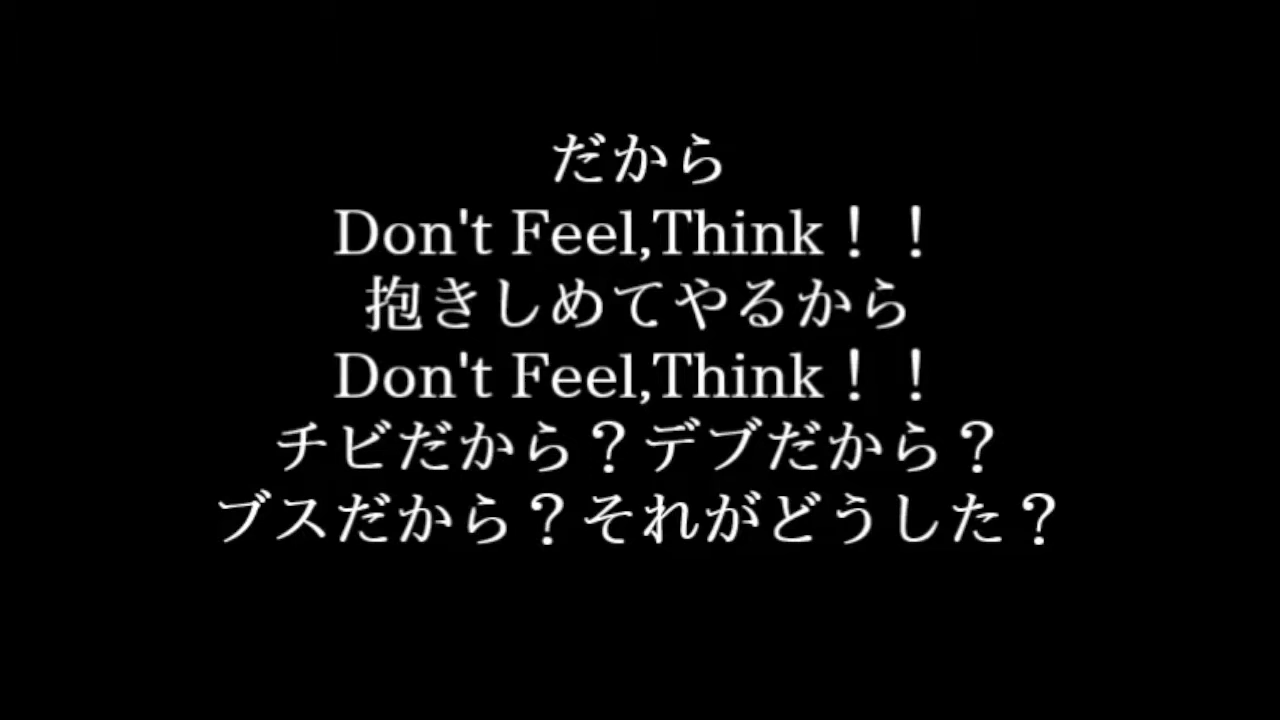 だから
Don't Feel,Think！！
抱きしめてやるから
Don't Feel,Think！！
チビだから？デブだから？
ブスだから？それがどうした？